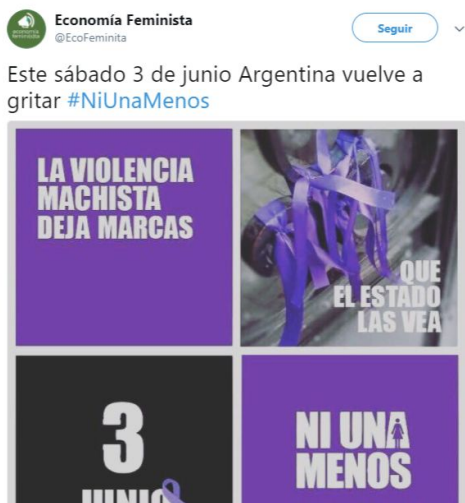 Economía Feminista
@EcoFeminita
Seguir
Este sábado 3 de junio Argentina vuelve a
gritar #NiUnaMenos
LA VIOLENCIA
MACHISTA
DEJA MARCAS
QUE
EL ESTADO
LAS VEA
3
JUNIO
NI UNA
MENOS